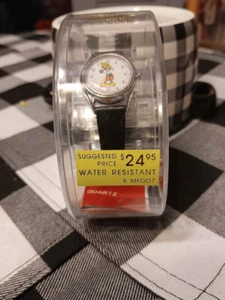 SUGGESTED PRICE $24.95
WATER RESISTANT
QUARTZ